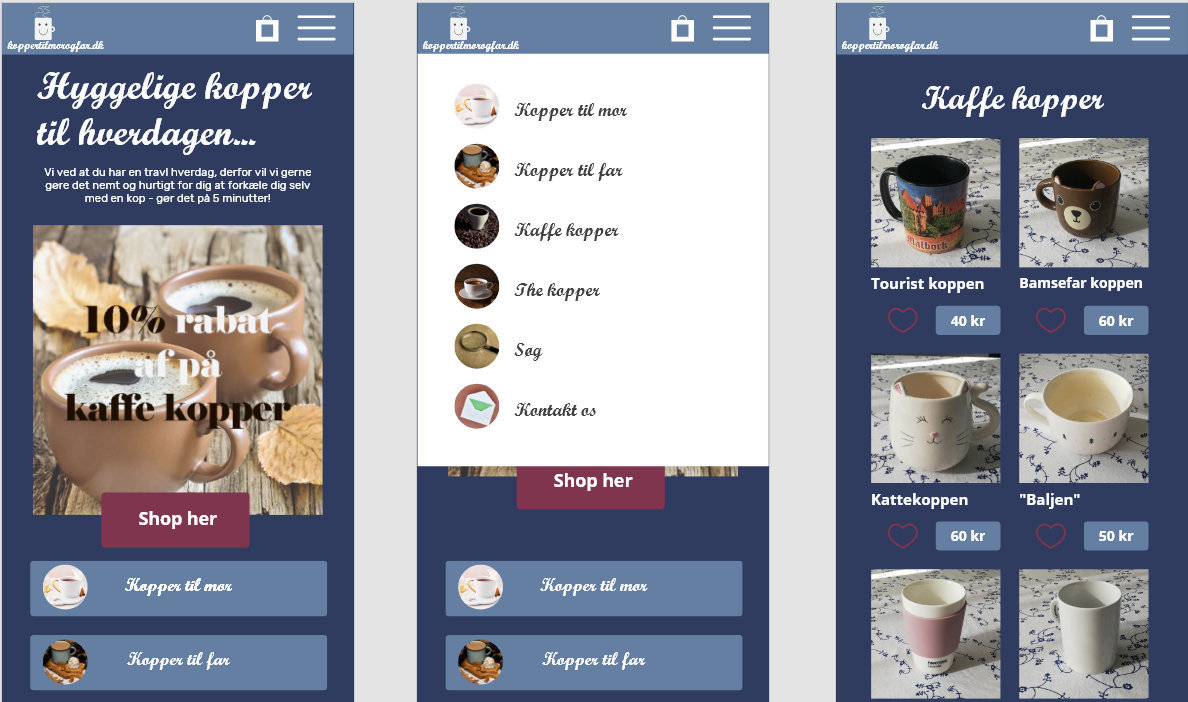 koppertilmorogfar.dk
Hyggelige kopper
til hverdagen...
Vi ved at du har en travl hverdag, derfor vil vi gerne
gøre det nemt og hurtigt for dig at forkæle dig selv
med en kop - gør det på 5 minutter!
10% rabat
af på
kaffe kopper
Shop her
Kopper til mor
Kopper til far
koppertilmorogfar.dk
Kopper til mor
Kopper til far
Kaffe kopper
The kopper
Søg
Kontakt os
Shop her
Kopper til mor
Kopper til far
koppertilmorogfar.dk
Kaffe kopper
Malbork
Tourist koppen
Bamsefar koppen
40 kr
60 kr
Kattekoppen
"Baljen"
60 kr
50 kr